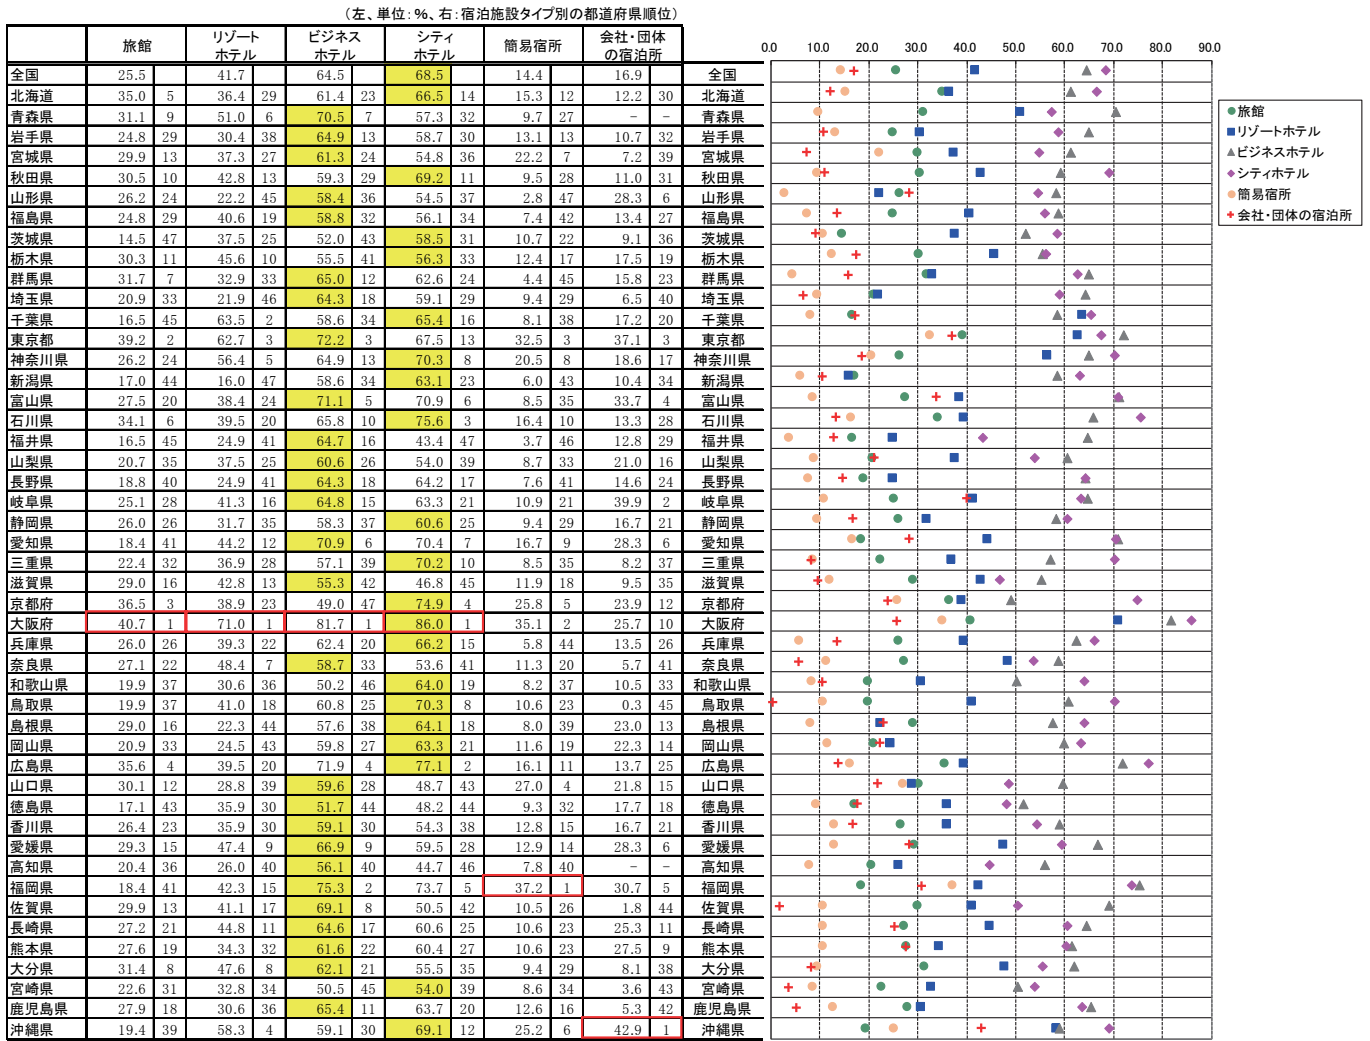 (左、単位：%、右：宿泊施設タイプ別の都道府県順位)
旅館 リゾートホテル ビジネスホテル シティホテル 簡易宿所 会社・団体の宿泊所
0.0 10.0 20.0 30.0 40.0 50.0 60.0 70.0 80.0 90.0
全国 25.5 41.7 64.5 68.5 14.4 16.9 全国
北海道 35.0 5 36.4 29 61.4 23 66.5 14 15.3 12 12.2 30 北海道
青森県 31.1 9 51.0 6 70.5 7 57.3 32 9.7 27 － － 青森県
岩手県 24.8 29 30.4 38 64.9 13 58.7 30 13.1 13 10.7 32 岩手県
宮城県 29.9 13 37.3 27 61.3 24 54.8 36 22.2 7 7.2 39 宮城県
秋田県 30.5 10 42.8 13 59.3 29 69.2 11 9.5 28 11.0 31 秋田県
山形県 26.2 24 22.2 45 58.4 36 54.5 37 2.8 47 28.3 6 山形県
福島県 24.8 29 40.6 19 58.8 32 56.1 34 7.4 42 13.4 27 福島県
茨城県 14.5 47 37.5 25 52.0 43 58.5 31 10.7 22 9.1 36 茨城県
栃木県 30.3 11 45.6 10 55.5 41 56.3 33 12.4 17 17.5 19 栃木県
群馬県 31.7 7 32.9 33 65.0 12 62.6 24 4.4 45 15.8 23 群馬県
埼玉県 20.9 33 21.9 46 64.3 18 59.1 29 9.4 29 6.5 40 埼玉県
千葉県 16.5 45 63.5 2 58.6 34 65.4 16 8.1 38 17.2 20 千葉県
東京都 39.2 2 62.7 3 72.2 3 67.5 13 32.5 3 37.1 3 東京都
神奈川県 26.2 24 56.4 5 64.9 13 70.3 8 20.5 8 18.6 17 神奈川県
新潟県 17.0 44 16.0 47 58.6 34 63.1 23 6.0 43 10.4 34 新潟県
富山県 27.5 20 38.4 24 71.1 5 70.9 6 8.5 35 33.7 4 富山県
石川県 34.1 6 39.5 20 65.8 10 75.6 3 16.4 10 13.3 28 石川県
福井県 16.5 45 24.9 41 64.7 16 43.4 47 3.7 46 12.8 29 福井県
山梨県 20.7 35 37.5 25 60.6 26 54.0 39 8.7 33 21.0 16 山梨県
長野県 18.8 40 24.9 41 64.3 18 64.2 17 7.6 41 14.6 24 長野県
岐阜県 25.1 28 41.3 16 64.8 15 63.3 21 10.9 21 39.9 2 岐阜県
静岡県 26.0 26 31.7 35 58.3 37 60.6 25 9.4 29 16.7 21 静岡県
愛知県 18.4 41 44.2 12 70.9 6 70.4 7 16.7 9 28.3 6 愛知県
三重県 22.4 32 36.9 28 57.1 39 70.2 10 8.5 35 8.2 37 三重県
滋賀県 29.0 16 42.8 13 55.3 42 46.8 45 11.9 18 9.5 35 滋賀県
京都府 36.5 3 38.9 23 49.0 47 74.9 4 25.8 5 23.9 12 京都府
大阪府 40.7 1 71.0 1 81.7 1 86.0 1 35.1 2 25.7 10 大阪府
兵庫県 26.0 26 39.3 22 62.4 20 66.2 15 5.8 44 13.5 26 兵庫県
奈良県 27.1 22 48.4 7 58.7 33 53.6 41 11.3 20 5.7 41 奈良県
和歌山県 19.9 37 30.6 36 50.2 46 64.0 19 8.2 37 10.5 33 和歌山県
鳥取県 19.9 37 41.0 18 60.8 25 70.3 8 10.6 23 0.3 45 鳥取県
島根県 29.0 16 22.3 44 57.6 38 64.1 18 8.0 39 23.0 13 島根県
岡山県 20.9 33 24.5 43 59.8 27 63.3 21 11.6 19 22.3 14 岡山県
広島県 35.6 4 39.5 20 71.9 4 77.1 2 16.1 11 13.7 25 広島県
山口県 30.1 12 28.8 39 59.6 28 48.7 43 27.0 4 21.8 15 山口県
徳島県 17.1 43 35.9 30 51.7 44 48.2 44 9.3 32 17.7 18 徳島県
香川県 26.4 23 35.9 30 59.1 30 54.3 38 12.8 15 16.7 21 香川県
愛媛県 29.3 15 47.4 9 66.9 9 59.5 28 12.9 14 28.3 6 愛媛県
高知県 20.4 36 26.0 40 56.1 40 44.7 46 7.8 40 － － 高知県
福岡県 18.4 41 42.3 15 75.3 2 73.7 5 37.2 1 30.7 5 福岡県
佐賀県 29.9 13 41.1 17 69.1 8 50.5 42 10.5 26 1.8 44 佐賀県
長崎県 27.2 21 44.8 11 64.6 17 60.6 25 10.6 23 25.3 11 長崎県
熊本県 27.6 19 34.3 32 61.6 22 60.4 27 10.6 23 27.5 9 熊本県
大分県 31.4 8 47.6 8 62.1 21 55.5 35 9.4 29 8.1 38 大分県
宮崎県 22.6 31 32.8 34 50.5 45 54.0 39 8.6 34 3.6 43 宮崎県
鹿児島県 27.9 18 30.6 36 65.4 11 63.7 20 12.6 16 5.3 42 鹿児島県
沖縄県 19.4 39 58.3 4 59.1 30 69.1 12 25.2 6 42.9 1 沖縄県
旅館
リゾートホテル
ビジネスホテル
シティホテル
簡易宿所
会社・団体の宿泊所